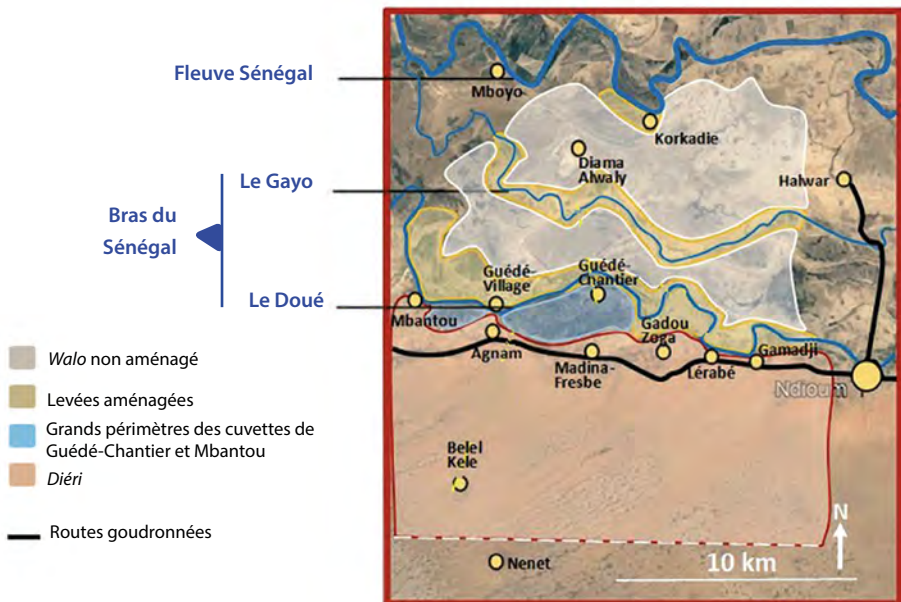 Fleuve Sénégal
Le Gayo
Bras du
Sénégal
Le Doué
Walo non aménagé
Levées aménagées
Grands périmètres des cuvettes de
Guédé-Chantier et Mbantou
Diéri
Routes goudronnées
Mboyo
Korkadie
Diama
Alwaly
Halwar
Guédé-
Village
Guédé-
Chantier
Mbantou
Agnam
Madina-
Fresbe
Gadou
Zoga
Lérabé
Gamadji
Ndioum
Belel
Kele
Nenet
N
10 km